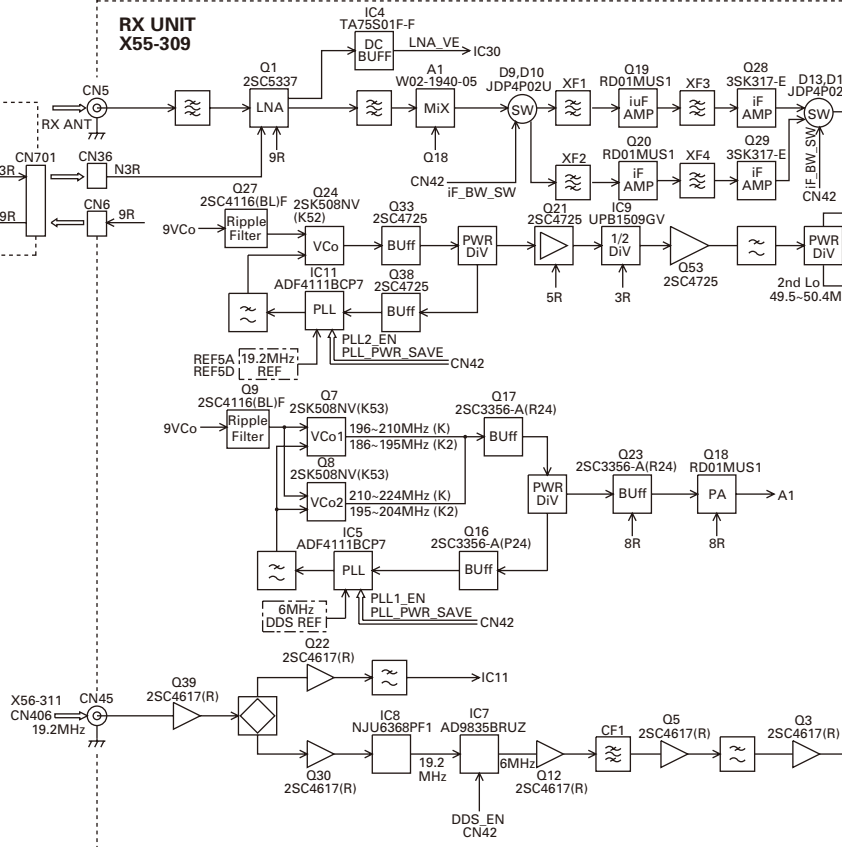 RX UNIT
X55-309
IC4
TA75S01F-F
DC
BUFF
LNA_VE
IC30
CN5
RX ANT
Q1
2SC5337
LNA
9R
A1
W02-1940-05
MiX
Q18
D9,D10
JDP4P02U
SW
CN42
iF_BW_SW
XF1
Q19
RD01MUS1
iuF
AMP
XF3
Q28
3SK317-E
iF
AMP
D13,D1
JDP4P02
SW
iF_BW_SW
CN42
XF2
Q20
RD01MUS1
iF
AMP
XF4
Q29
3SK317-E
iF
AMP
CN701
3R
9R
CN36
N3R
CN6
9R
Q27
2SC4116(BL)F
9VCo
Ripple
Filter
Q24
2SK508NV
(K52)
VCo
Q33
2SC4725
BUff
PWR
DiV
Q21
2SC4725
5R
IC9
UPB1509GV
1/2
DiV
3R
Q53
2SC4725
PWR
DiV
2nd Lo
49.5~50.4M
IC11
ADF4111BCP7
PLL
Q38
2SC4725
BUff
PLL2_EN
PLL_PWR_SAVE
CN42
REF5A
REF5D
19.2MHz
REF
Q9
2SC4116(BL)F
9VCo
Ripple
Filter
Q7
2SK508NV(K53)
VCo1
196~210MHz (K)
186~195MHz (K2)
Q8
2SK508NV(K53)
VCo2
210~224MHz (K)
195~204MHz (K2)
Q17
2SC3356-A(R24)
BUff
PWR
DiV
Q23
2SC3356-A(R24)
BUff
8R
Q18
RD01MUS1
PA
8R
A1
IC5
ADF4111BCP7
PLL
Q16
2SC3356-A(P24)
BUff
PLL1_EN
PLL_PWR_SAVE
CN42
6MHz
DDS REF
X56-311
CN406
19.2MHz
CN45
Q39
2SC4617(R)
Q22
2SC4617(R)
IC11
Q30
2SC4617(R)
IC8
NJU6368PF1
19.2
MHz
IC7
AD9835BRUZ
DDS_EN
CN42
6MHz
Q12
2SC4617(R)
CF1
Q5
2SC4617(R)
Q3
2SC4617(R)